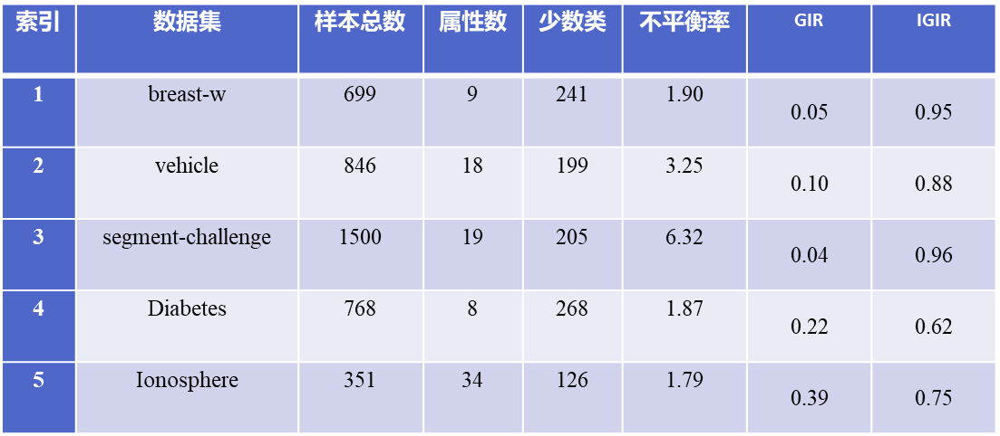 索引 数据集 样本总数 属性数 少数类 不平衡率 GIR IGIR
1 breast-w 699 9 241 1.90 0.05 0.95
2 vehicle 846 18 199 3.25 0.10 0.88
3 segment-challenge 1500 19 205 6.32 0.04 0.96
4 Diabetes 768 8 268 1.87 0.22 0.62
5 Ionosphere 351 34 126 1.79 0.39 0.75